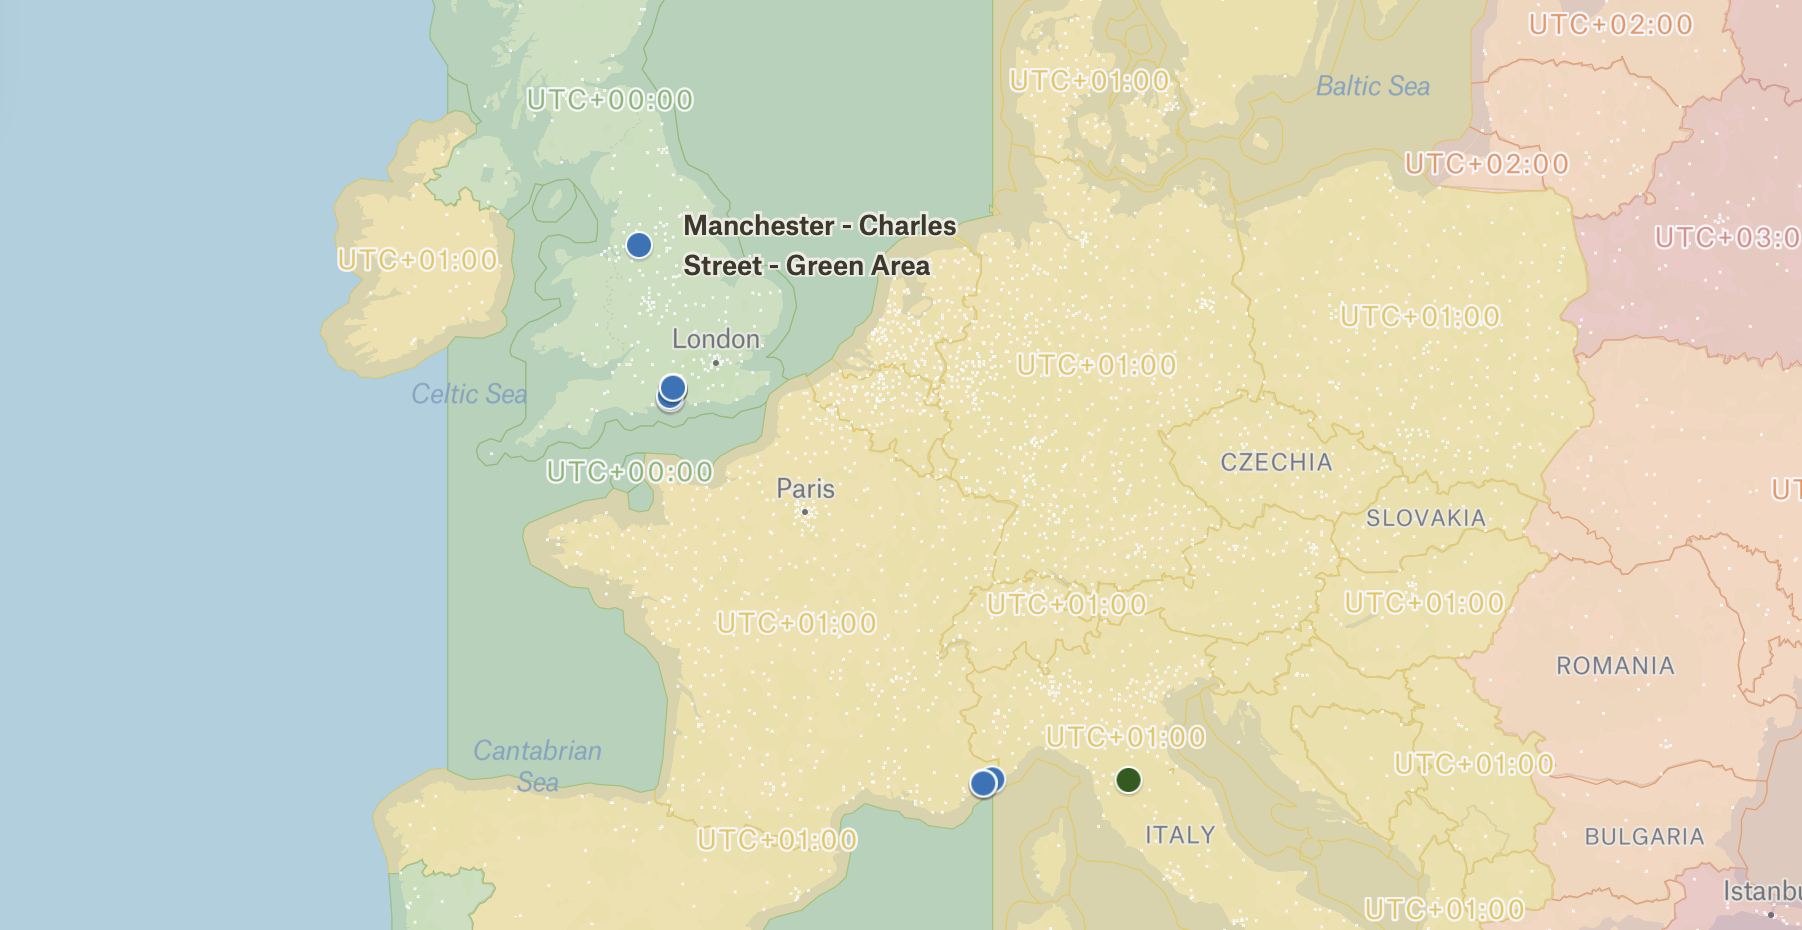 UTC+02:00
UTC+01:00
Baltic Sea
UTC+00:00
UTC+02:00
Manchester - Charles
Street - Green Area
UTC+03:0
UTC+01:00
UTC+01:00
London
UTC+01:00
Celtic Sea
CZECHIA
UTC+00:00
Paris
UT
SLOVAKIA
UTC+01:00
UTC+01:00
UTC+01:00
ROMANIA
UTC+01:00
Cantabrian
Sea
UTC+01:00
ITALY
BULGARIA
UTC+01:00
Istanbu
UTC+01:00